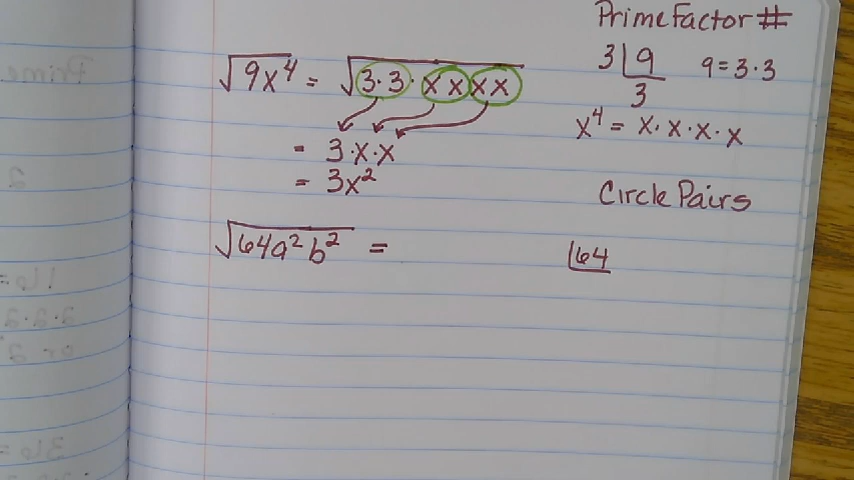 Prime Factor #
√9x⁴ = √3·3·x x x x
3 9 9 = 3·3
3
x⁴ = x·x·x·x
= 3·x·x
= 3x²
Circle Pairs
√64a²b² =
64